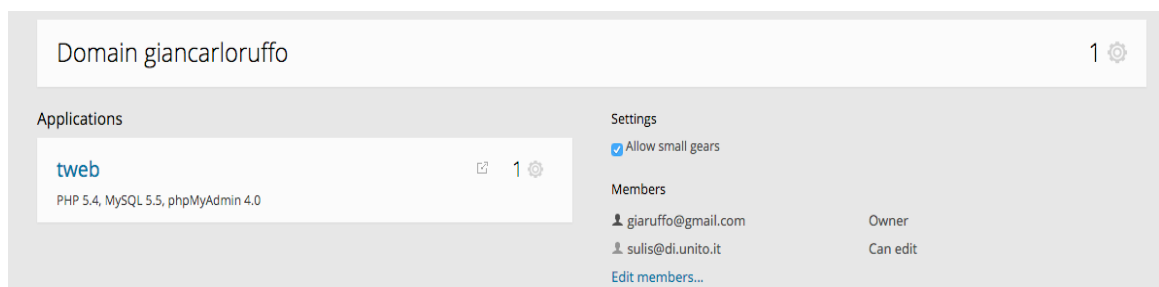 Domain giancarloruffo
1
Applications
tweb
1
PHP 5.4, MySQL 5.5, phpMyAdmin 4.0
Settings
Allow small gears
Members
giaruffo@gmail.com Owner
sulis@di.unito.it Can edit
Edit members...